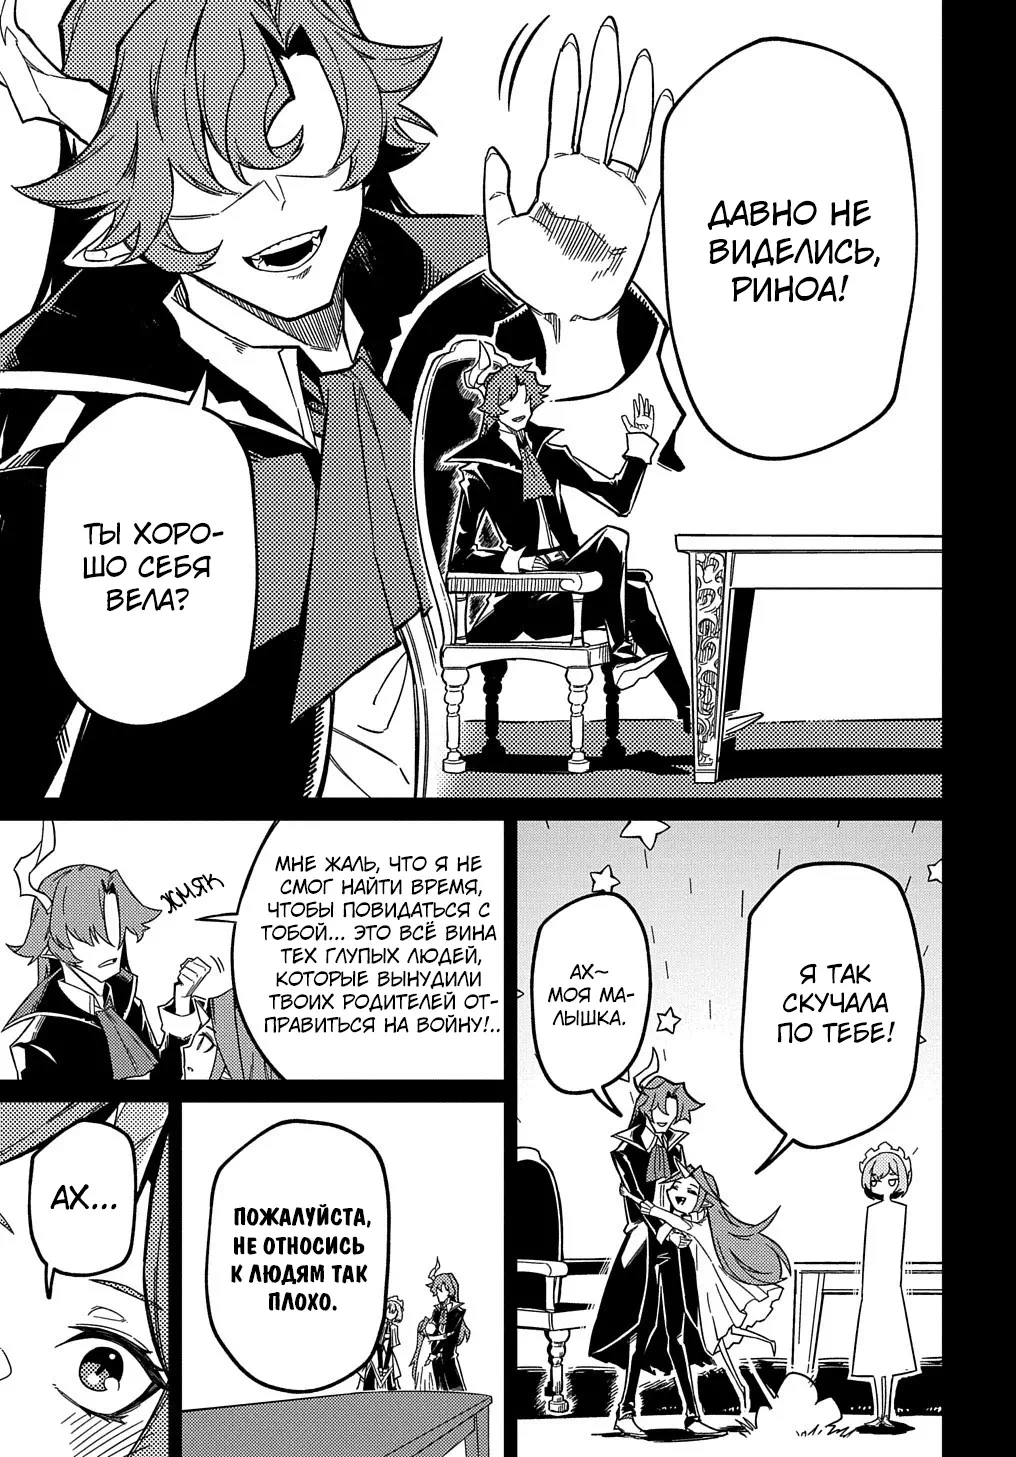 ДАВНО НЕ
ВИДЕЛИСЬ,
РИНОА!
ТЫ ХОРО-
ШО СЕБЯ
ВЕЛА?
Я ТАК
СКУЧАЛА
ПО ТЕБЕ!
АХ~
МОЯ МА-
ЛЫШКА.
МНЕ ЖАЛЬ, ЧТО Я НЕ
СМОГ НАЙТИ ВРЕМЯ,
ЧТОБЫ ПОВИДАТЬСЯ С
ТОБОЙ... ЭТО ВСЁ ВИНА
ТЕХ ГЛУПЫХ ЛЮДЕЙ,
КОТОРЫЕ ВЫНУДИЛИ
ТВОИХ РОДИТЕЛЕЙ ОТ-
ПРАВИТЬСЯ НА ВОЙНУ!..
ЖМЯК
ПОЖАЛУЙСТА,
НЕ ОТНОСИСЬ
К ЛЮДЯМ ТАК
ПЛОХО.
АХ...